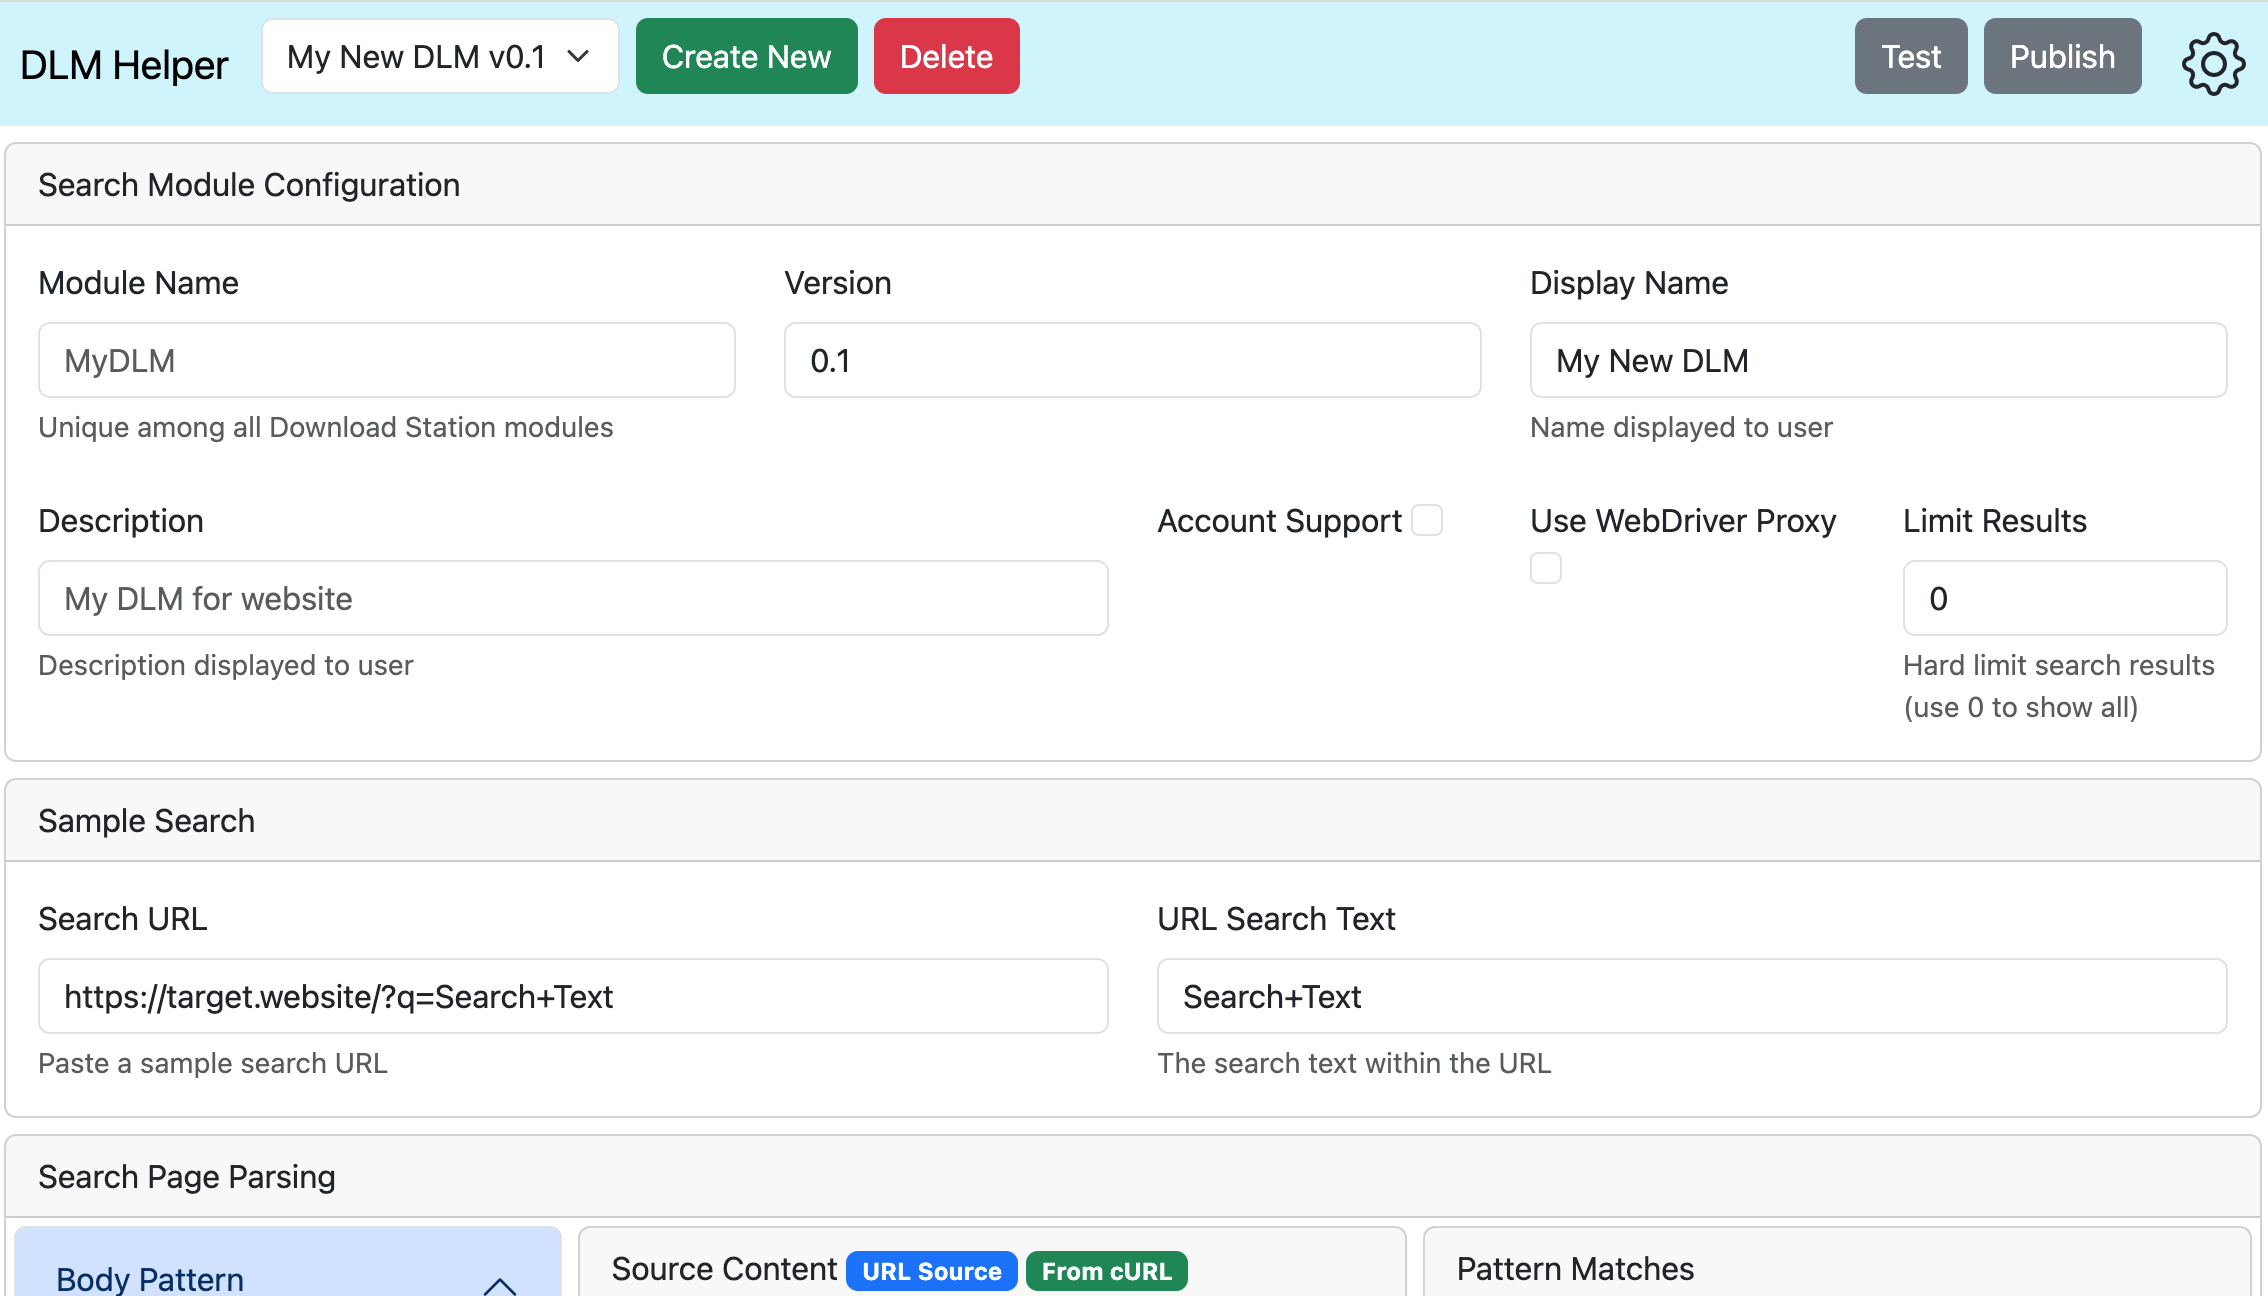 DLM Helper
My New DLM v0.1
Create New
Delete
Test
Publish
Search Module Configuration
Module Name
Version
Display Name
MyDLM
0.1
My New DLM
Unique among all Download Station modules
Name displayed to user
Description
Account Support
Use WebDriver Proxy
Limit Results
My DLM for website
0
Description displayed to user
Hard limit search results
(use 0 to show all)
Sample Search
Search URL
URL Search Text
https://target.website/?q=Search+Text
Search+Text
Paste a sample search URL
The search text within the URL
Search Page Parsing
Body Pattern
Source Content
URL Source
From cURL
Pattern Matches